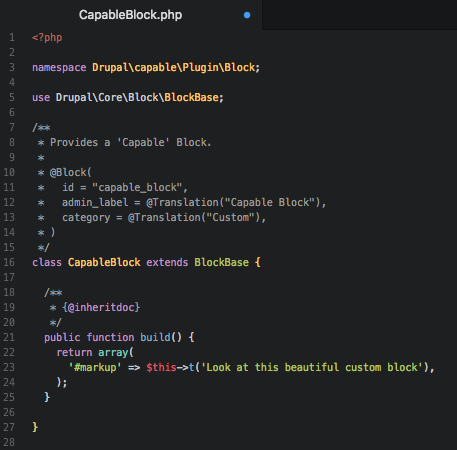 CapableBlock.php
1 <?php
2
3 namespace Drupal\capable\Plugin\Block;
4
5 use Drupal\Core\Block\BlockBase;
6
7 /**
8  * Provides a 'Capable' Block.
9  *
10  * @Block(
11  *   id = "capable_block",
12  *   admin_label = @Translation("Capable Block"),
13  *   category = @Translation("Custom"),
14  * )
15  */
16 class CapableBlock extends BlockBase {
17
18   /**
19    * {@inheritdoc}
20    */
21   public function build() {
22     return array(
23       '#markup' => $this->t('Look at this beautiful custom block'),
24     );
25   }
26
27 }
28